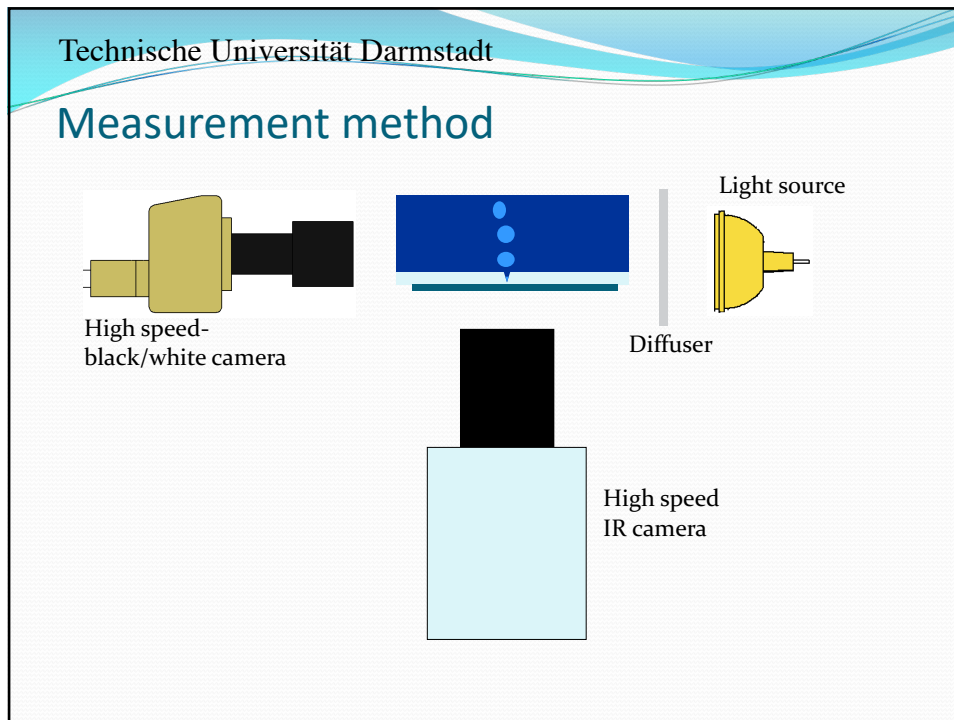 Technische Universität Darmstadt
Measurement method
Light source
High speed-
black/white camera
Diffuser
High speed
IR camera